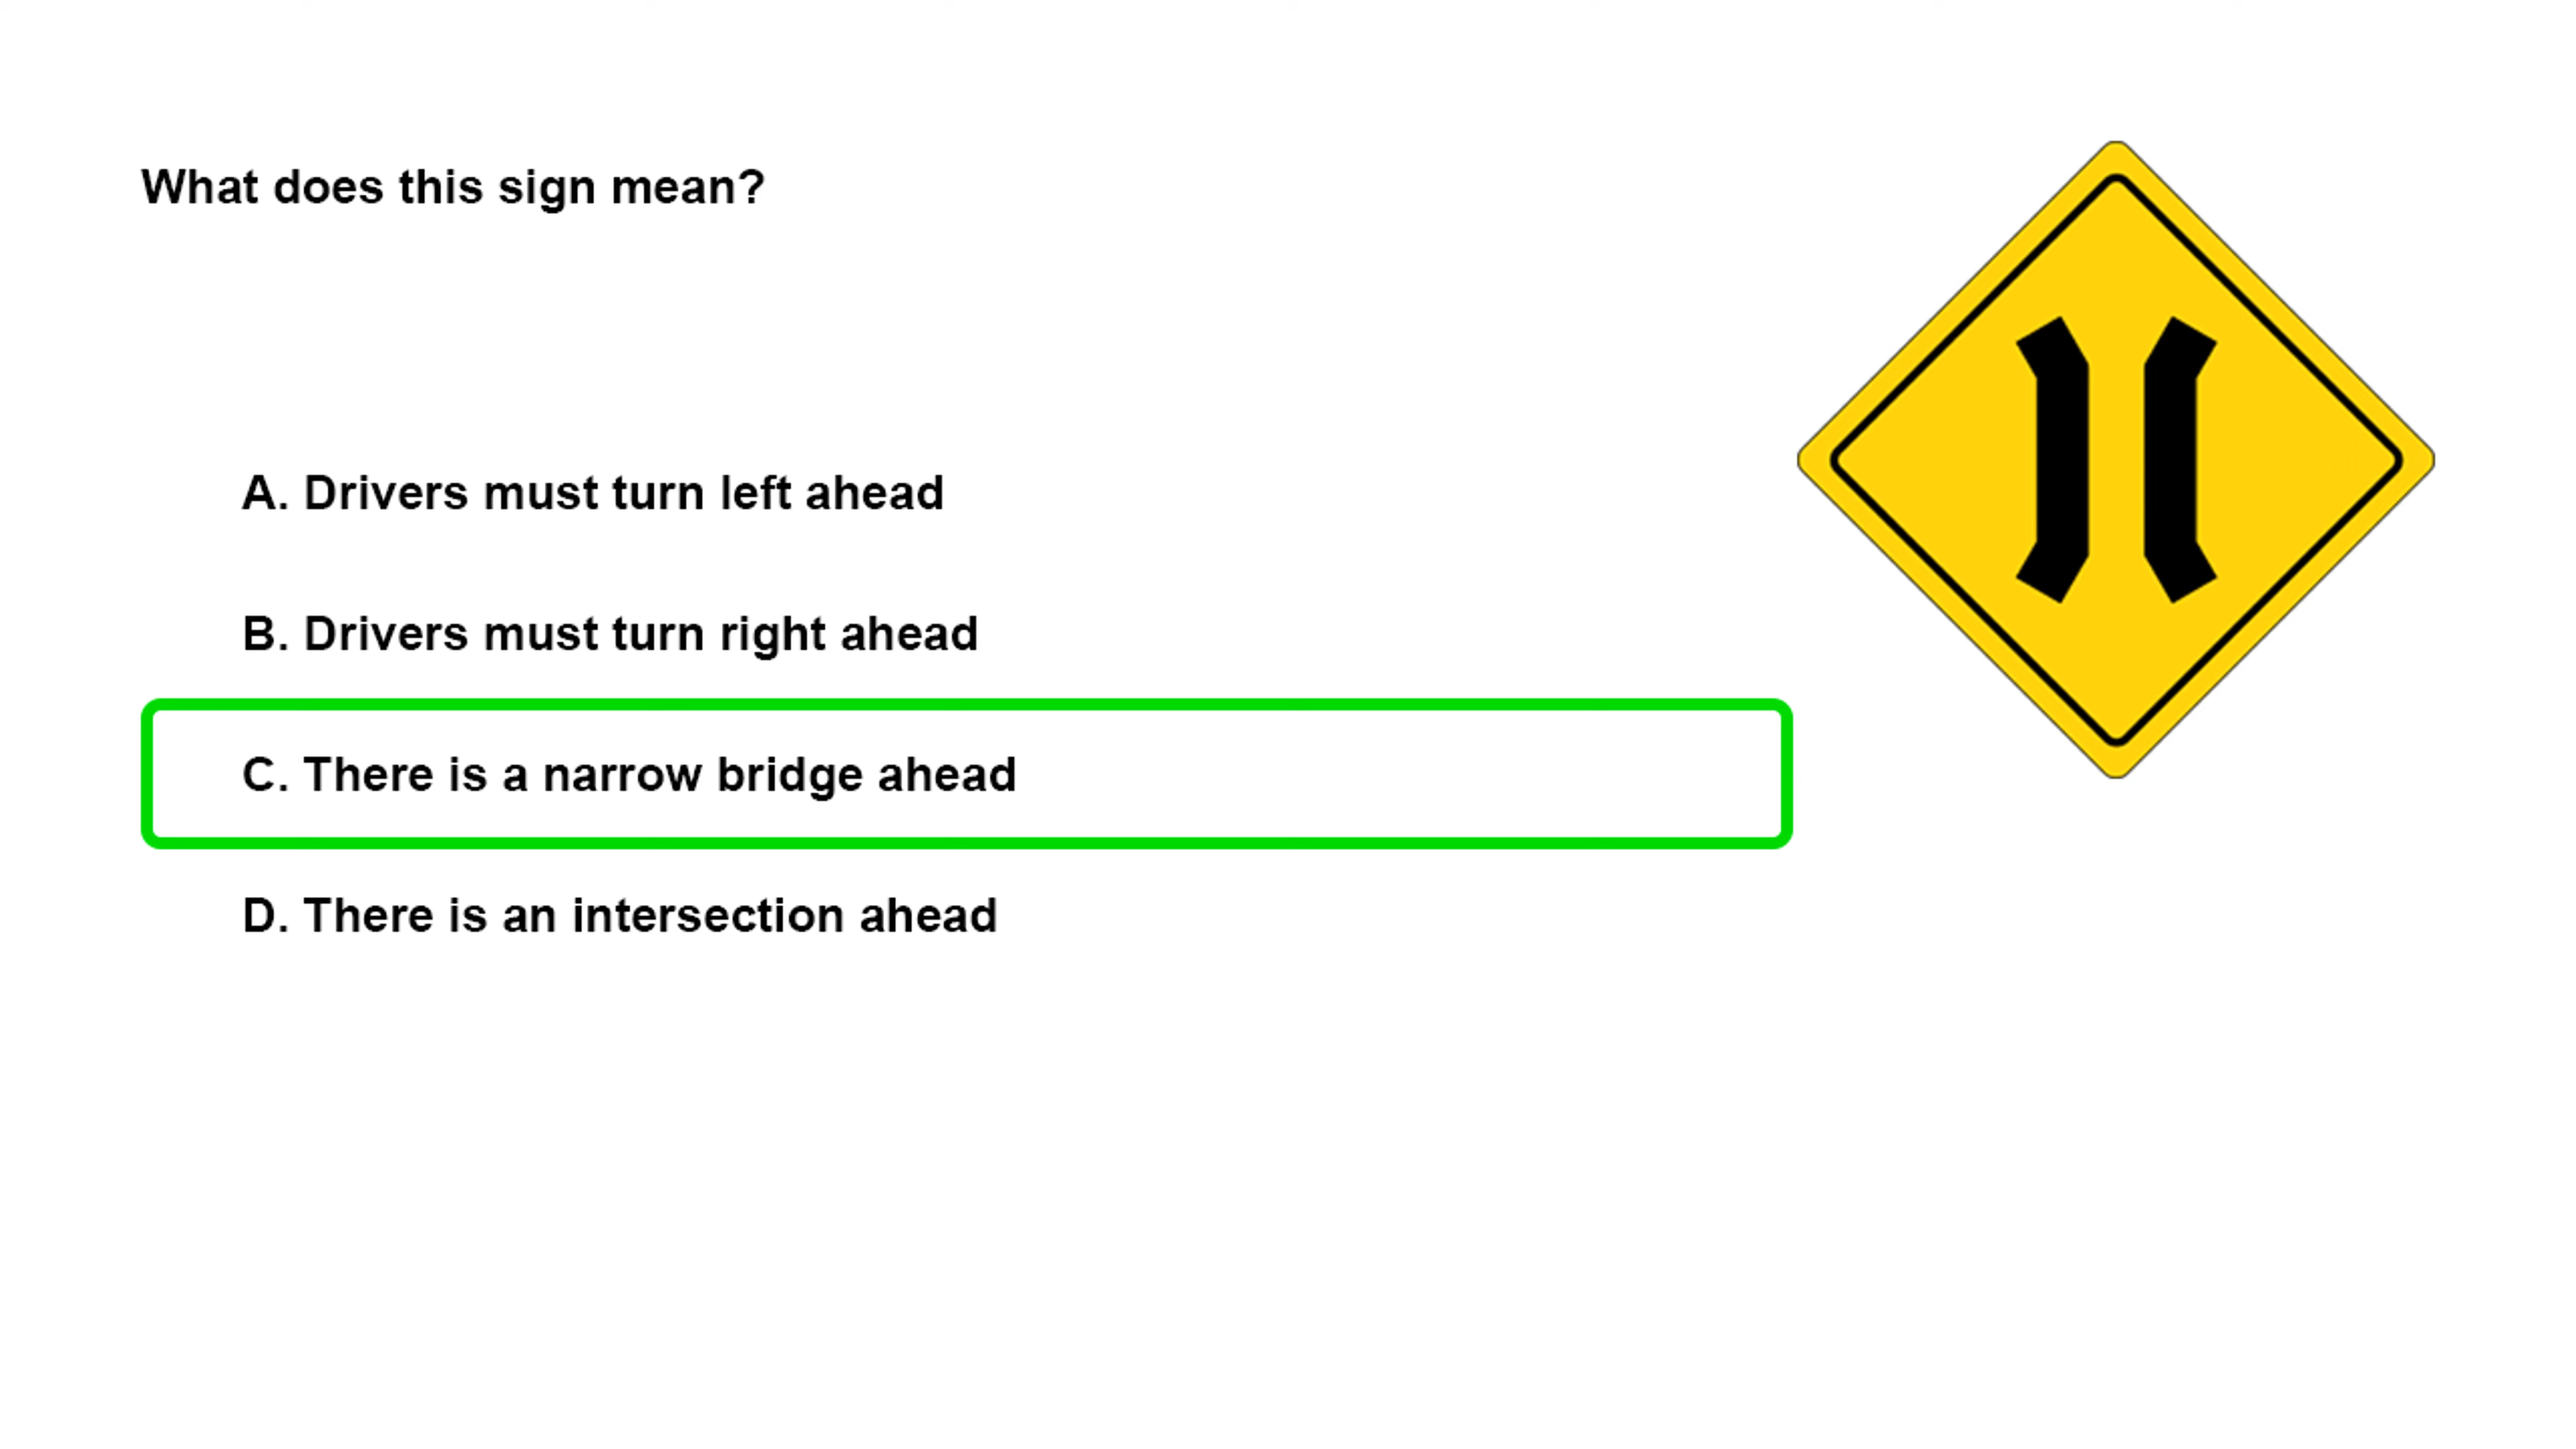 What does this sign mean?
A. Drivers must turn left ahead
B. Drivers must turn right ahead
C. There is a narrow bridge ahead
D. There is an intersection ahead